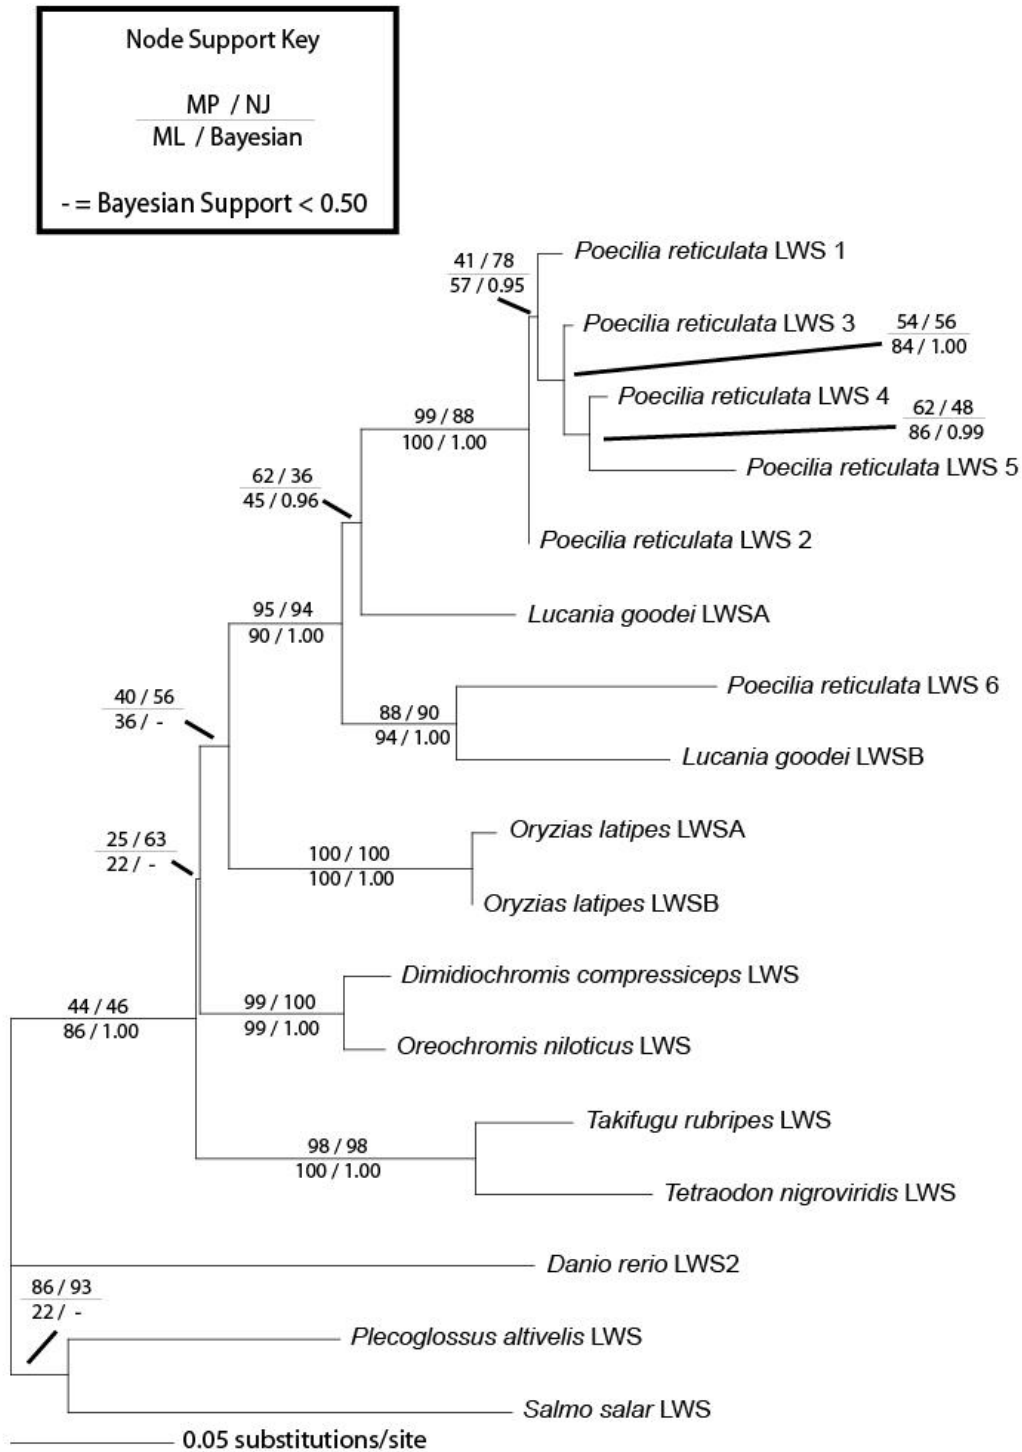 Node Support Key
MP / NJ
ML / Bayesian
- = Bayesian Support < 0.50
41 / 78
57 / 0.95
Poecilia reticulata LWS 1
Poecilia reticulata LWS 3
54 / 56
84 / 1.00
Poecilia reticulata LWS 4
62 / 48
86 / 0.99
99 / 88
100 / 1.00
Poecilia reticulata LWS 5
62 / 36
45 / 0.96
Poecilia reticulata LWS 2
95 / 94
90 / 1.00
Lucania goodei LWSA
40 / 56
36 / -
Poecilia reticulata LWS 6
88 / 90
94 / 1.00
Lucania goodei LWSB
25 / 63
22 / -
Oryzias latipes LWSA
100 / 100
100 / 1.00
Oryzias latipes LWSB
Dimidiochromis compressiceps LWS
44 / 46
86 / 1.00
99 / 100
99 / 1.00
Oreochromis niloticus LWS
Takifugu rubripes LWS
98 / 98
100 / 1.00
Tetraodon nigroviridis LWS
Danio rerio LWS2
86 / 93
22 / -
Plecoglossus altivelis LWS
Salmo salar LWS
0.05 substitutions/site